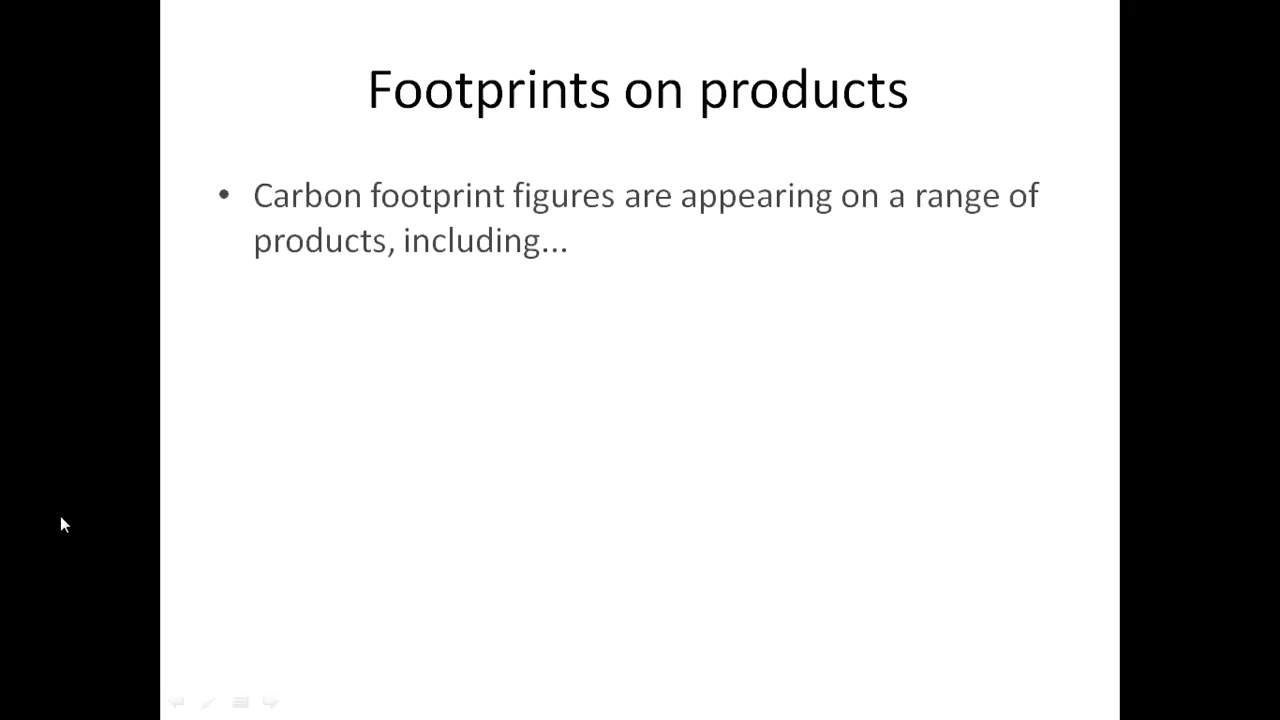 Footprints on products
• Carbon footprint figures are appearing on a range of
products, including...